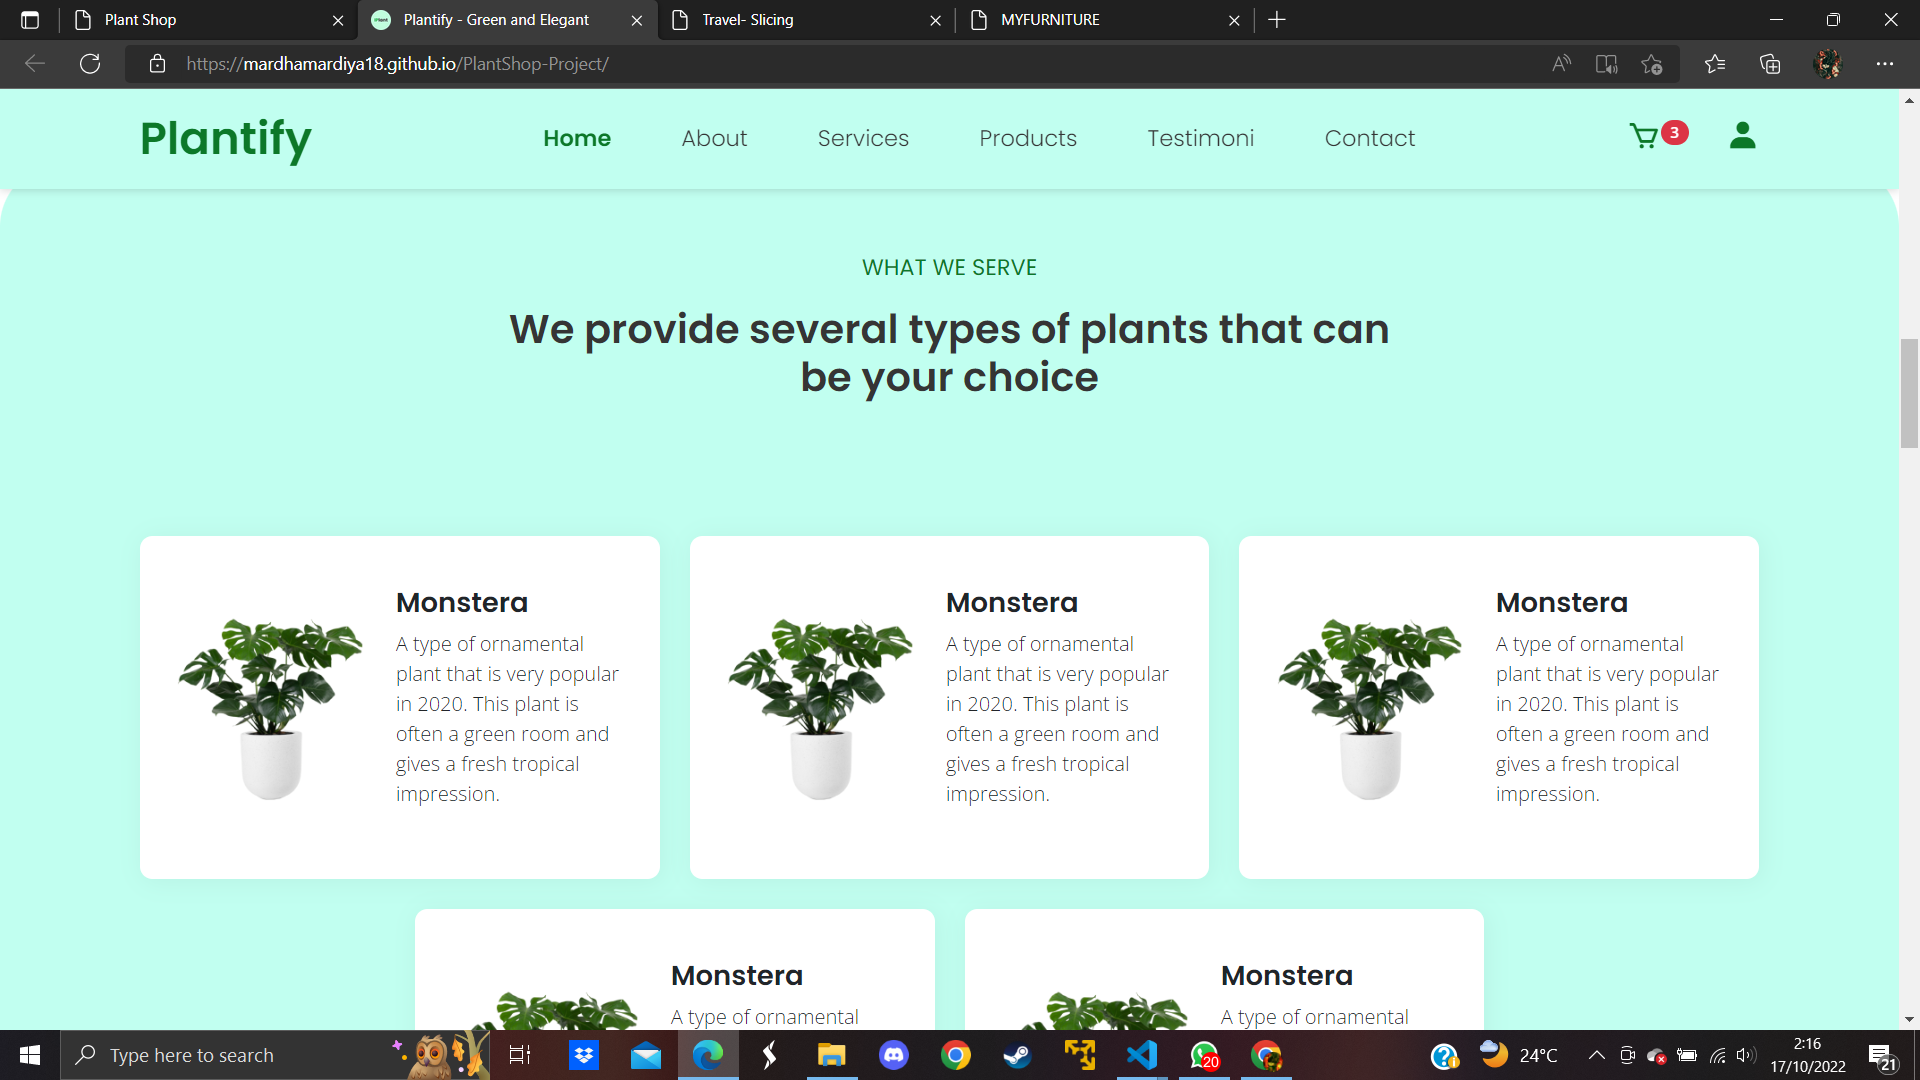 Plant Shop
Plantify - Green and Elegant
Travel- Slicing
MYFURNITURE
https://mardhamardiya18.github.io/PlantShop-Project/
Plantify
Home
About
Services
Products
Testimoni
Contact
3
WHAT WE SERVE
We provide several types of plants that can
be your choice
Monstera
A type of ornamental
plant that is very popular
in 2020. This plant is
often a green room and
gives a fresh tropical
impression.
Monstera
A type of ornamental
plant that is very popular
in 2020. This plant is
often a green room and
gives a fresh tropical
impression.
Monstera
A type of ornamental
plant that is very popular
in 2020. This plant is
often a green room and
gives a fresh tropical
impression.
Monstera
A type of ornamental
Monstera
A type of ornamental
Type here to search
20
24°C
2:16
17/10/2022
21